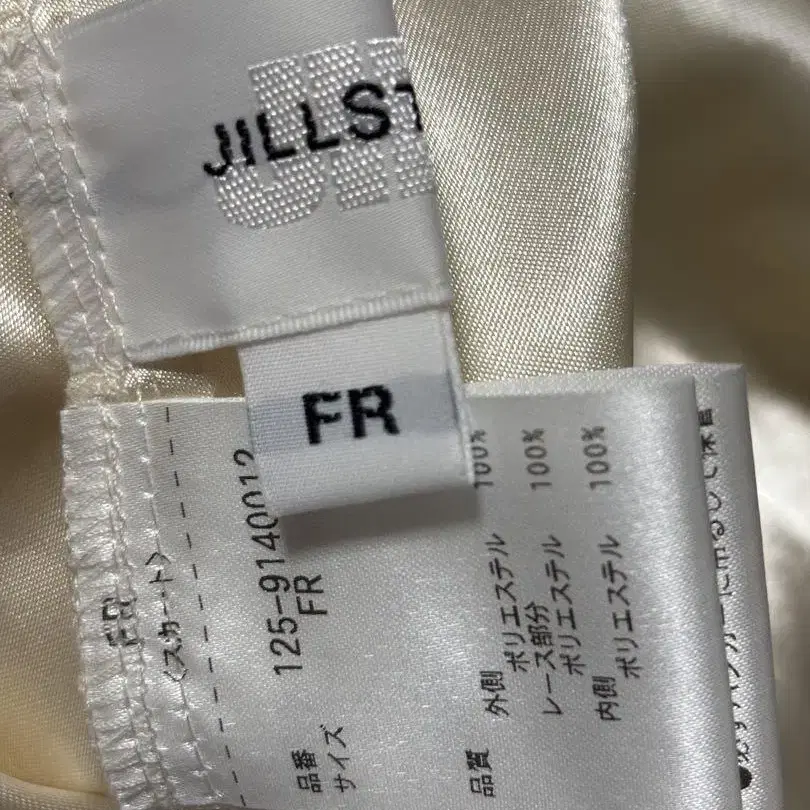 JILLST
FR
FR
〈スカート〉
品番 125-9140012
サイズ FR
品質 外側
ポリエステル 100%
レース部分
ポリエステル 100%
内側
ポリエステル 100%